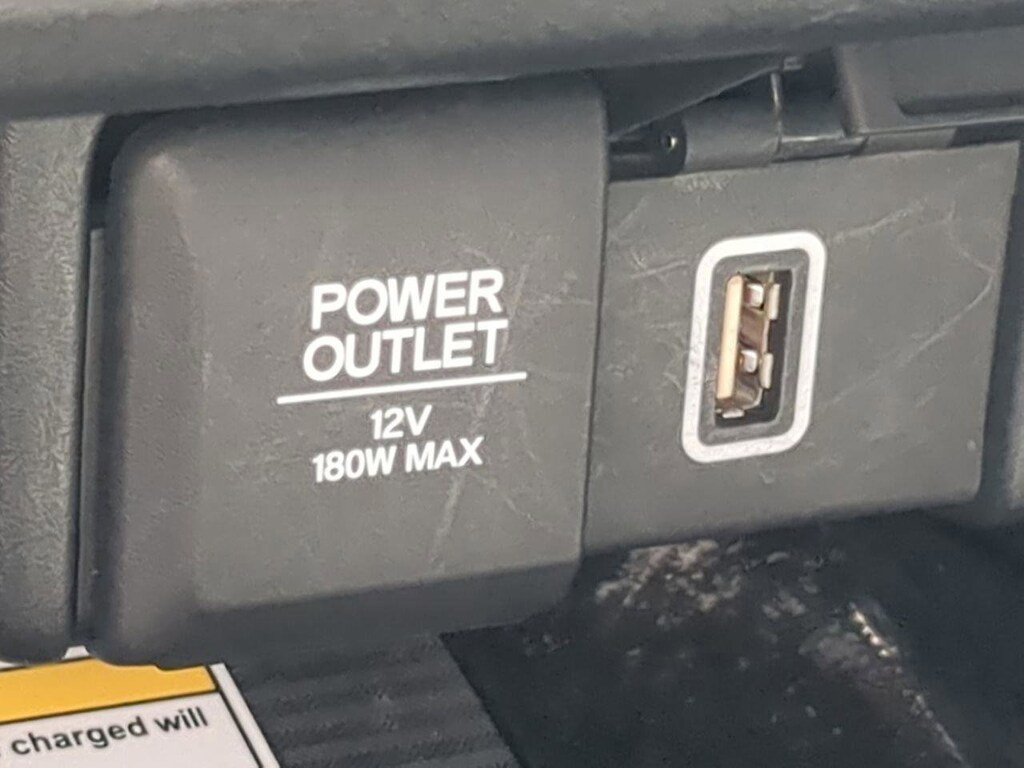 POWER
OUTLET
12V
180W MAX
charged will